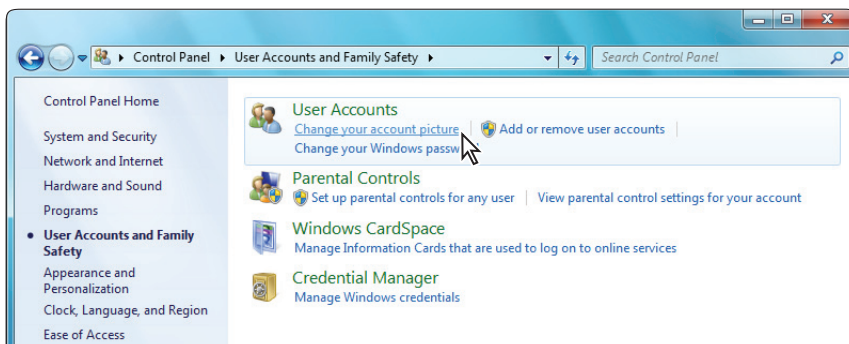 Control Panel User Accounts and Family Safety Search Control Panel
Control Panel Home
System and Security
Network and Internet
Hardware and Sound
Programs
User Accounts and Family
Safety
Appearance and
Personalization
Clock, Language, and Region
Ease of Access
User Accounts
Change your account picture Add or remove user accounts
Change your Windows
Parental Controls
Set up parental controls for any user View parental control settings for your account
Windows CardSpace
Manage Information Cards that are used to log on to online services
Credential Manager
Manage Windows credentials